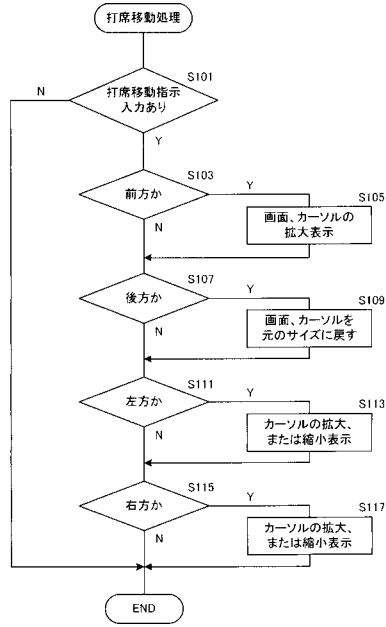 打席移動処理
S101
打席移動指示
入力あり
N
Y
S103
前方か
Y
N
S105
画面、カーソルの
拡大表示
S107
後方か
Y
N
S109
画面、カーソルを
元のサイズに戻す
S111
左方か
Y
N
S113
カーソルの拡大、
または縮小表示
S115
右方か
Y
N
S117
カーソルの拡大、
または縮小表示
END